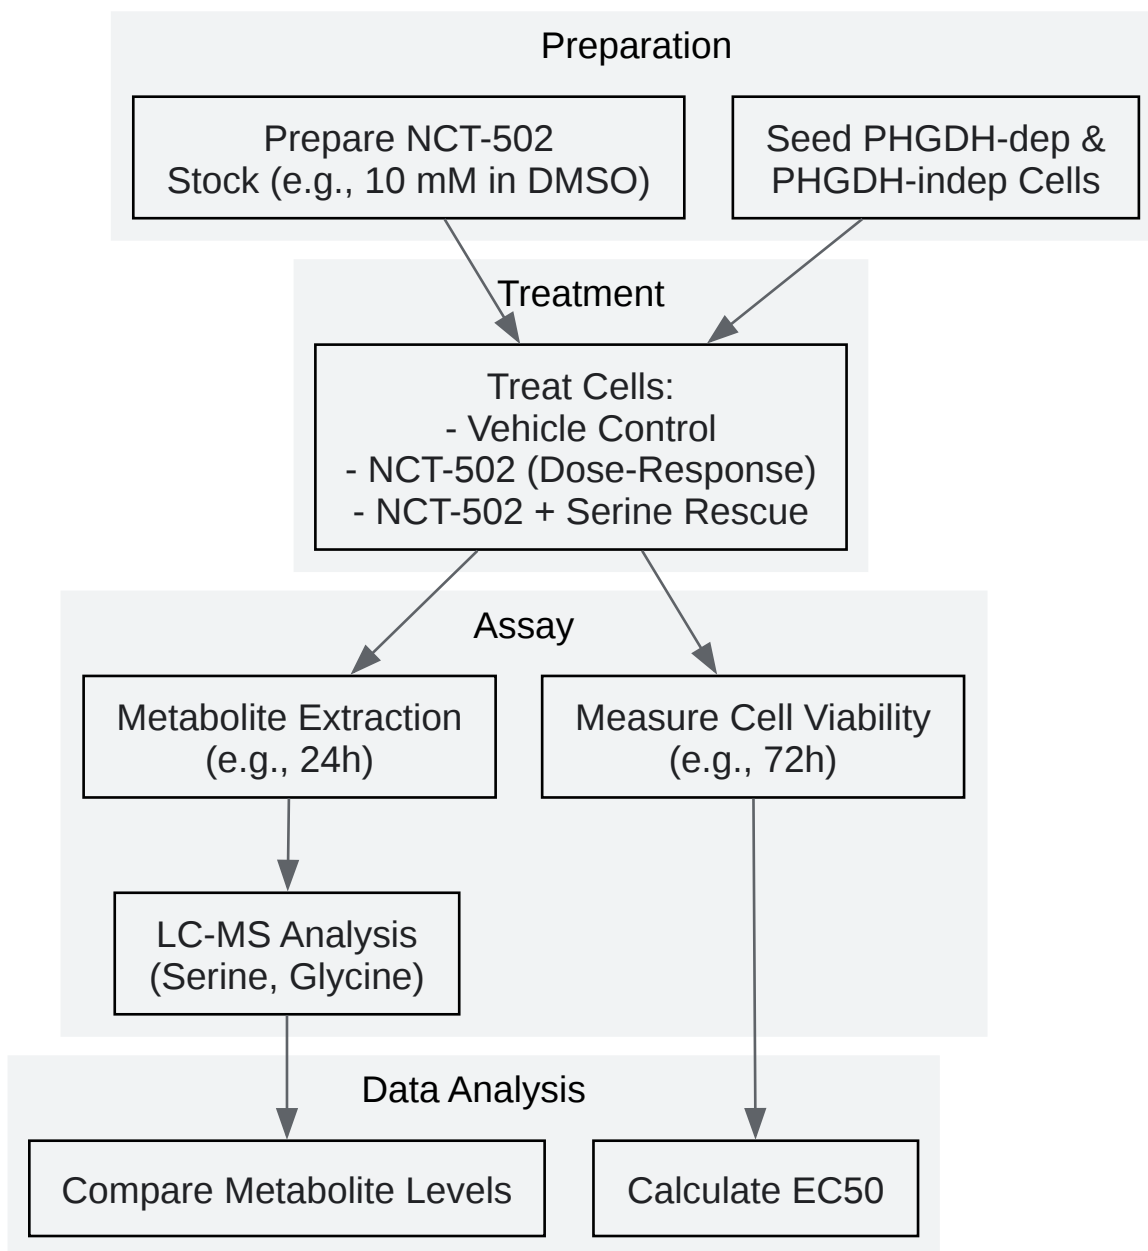 Preparation
Prepare NCT-502
Stock (e.g., 10 mM in DMSO)
Seed PHGDH-dep &
PHGDH-indep Cells
Treatment
Treat Cells:
- Vehicle Control
- NCT-502 (Dose-Response)
- NCT-502 + Serine Rescue
Assay
Metabolite Extraction
(e.g., 24h)
Measure Cell Viability
(e.g., 72h)
LC-MS Analysis
(Serine, Glycine)
Data Analysis
Compare Metabolite Levels
Calculate EC50